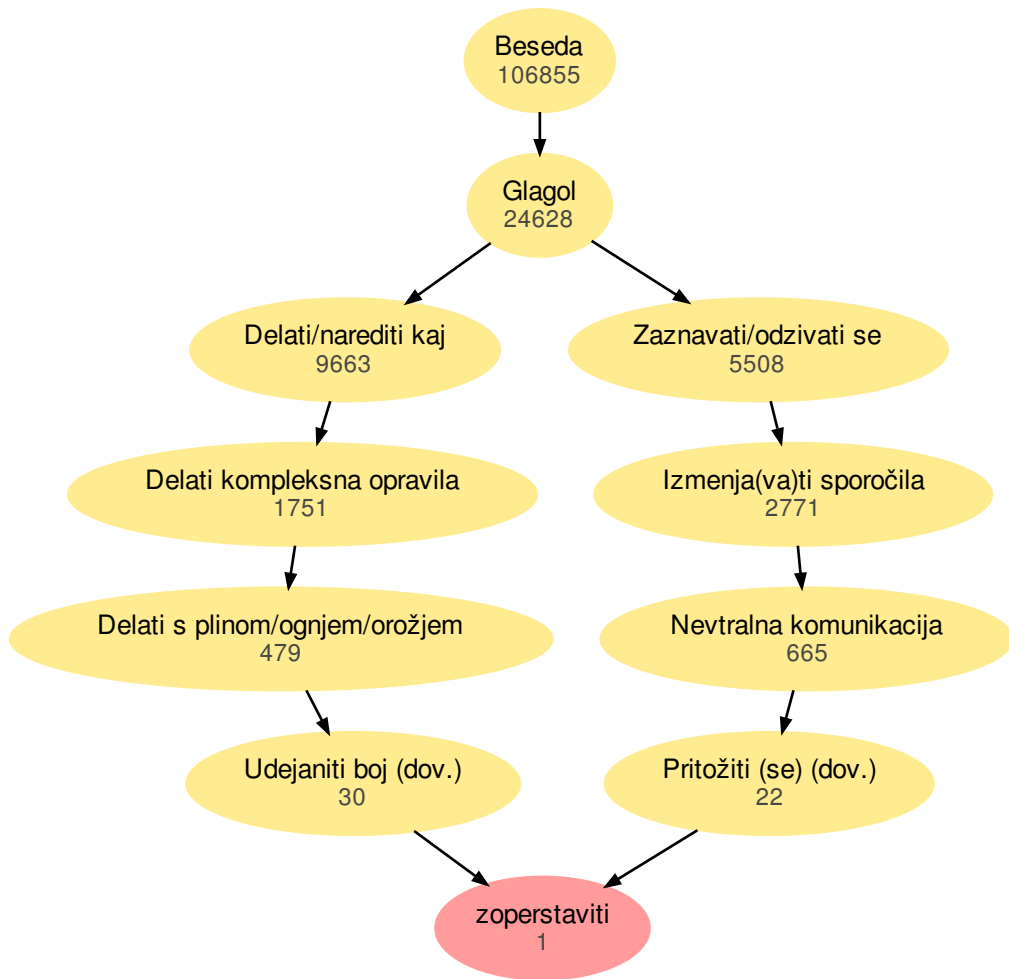 Beseda
106855
Glagol
24628
Delati/narediti kaj
9663
Zaznavati/odzivati se
5508
Delati kompleksna opravila
1751
Izmenja(va)ti sporočila
2771
Delati s plinom/ognjem/orožjem
479
Nevtralna komunikacija
665
Udejaniti boj (dov.)
30
Pritožiti (se) (dov.)
22
zoperstaviti
1